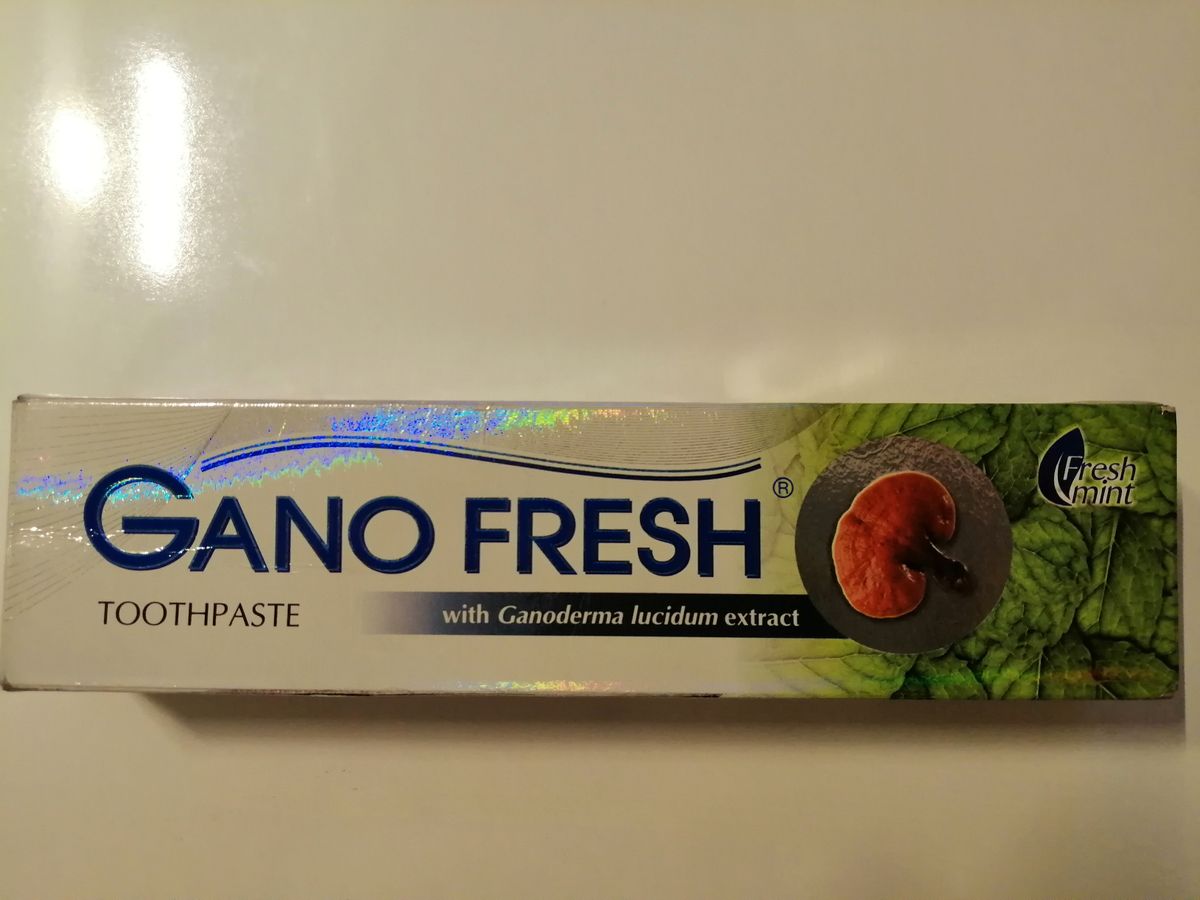 GANO FRESH®
TOOTHPASTE
with Ganoderma lucidum extract
Fresh
mint